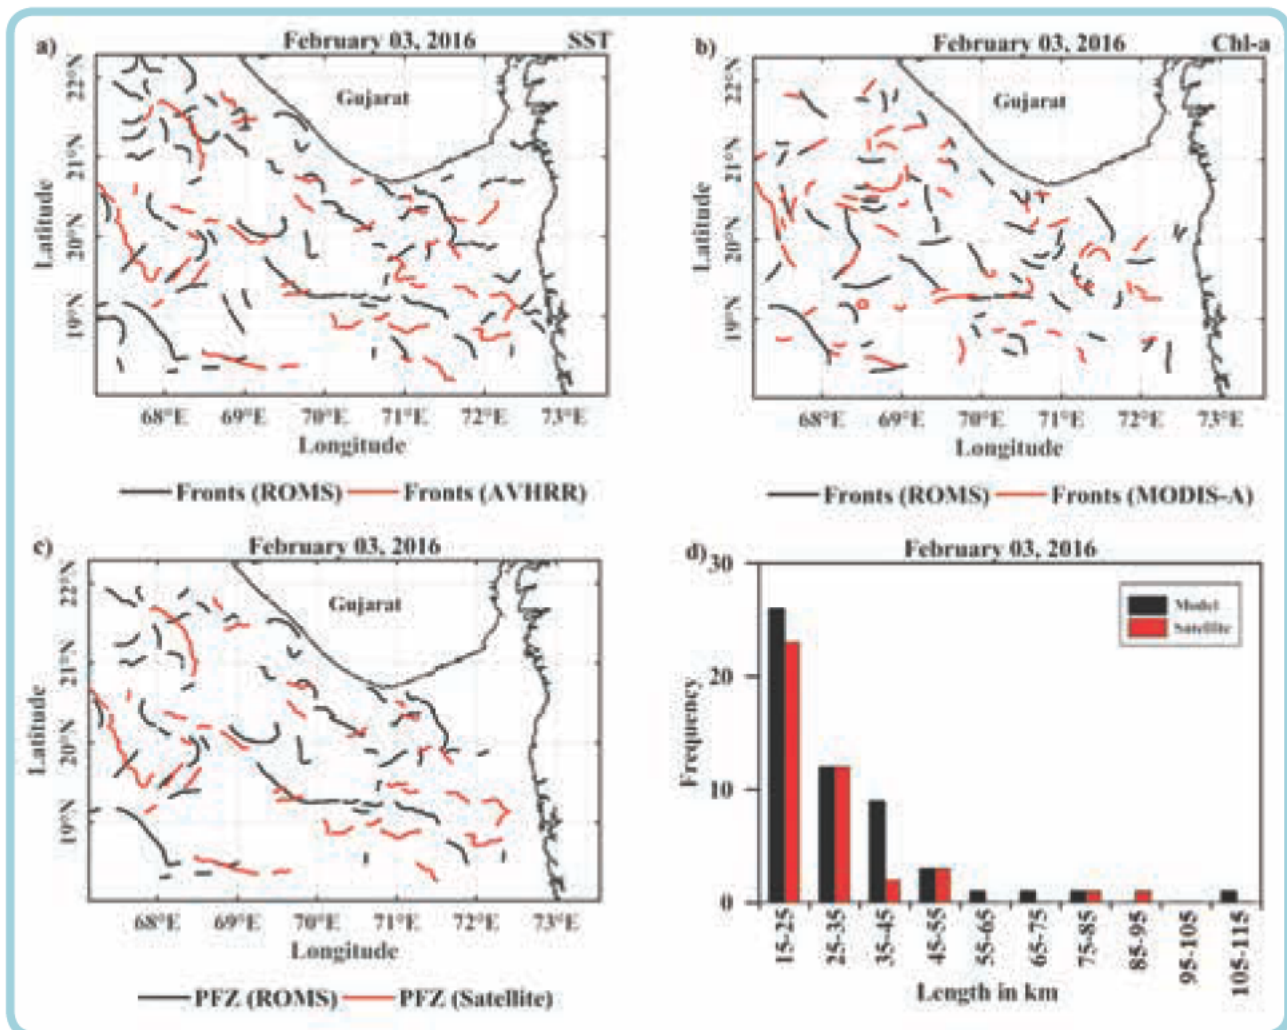 a) February 03, 2016 SST
Gujarat
22°N
21°N
20°N
19°N
Latitude
68°E 69°E 70°E 71°E 72°E 73°E
Longitude
Fronts (ROMS) Fronts (AVHRR)
b) February 03, 2016 Chl-a
Gujarat
22°N
21°N
20°N
19°N
Latitude
68°E 69°E 70°E 71°E 72°E 73°E
Longitude
Fronts (ROMS) Fronts (MODIS-A)
c) February 03, 2016
Gujarat
22°N
21°N
20°N
19°N
Latitude
68°E 69°E 70°E 71°E 72°E 73°E
Longitude
PFZ (ROMS) PFZ (Satellite)
d) February 03, 2016
30
20
10
0
Frequency
Model
Satellite
15-25 25-35 35-45 45-55 55-65 65-75 75-85 85-95 95-105 105-115
Length in km